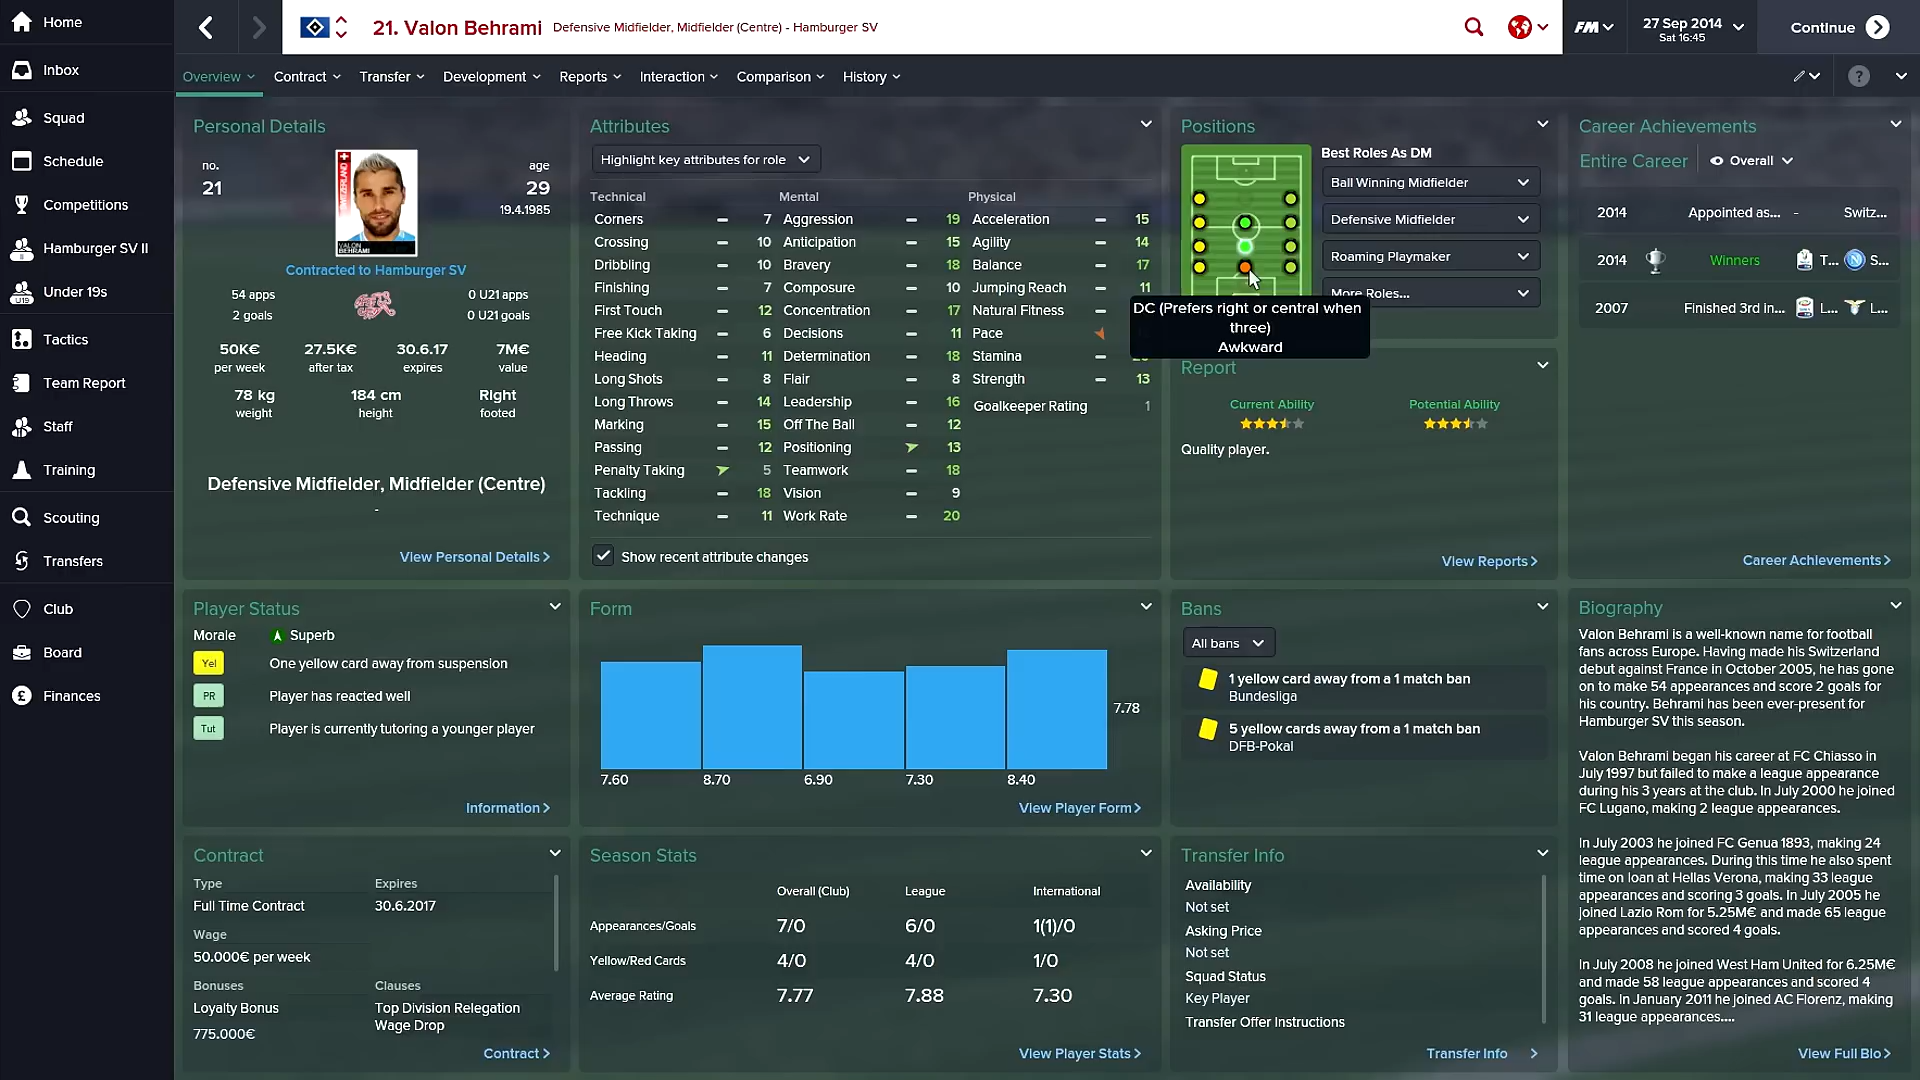 Home
Inbox
Squad
Schedule
Competitions
Hamburger SV II
Under 19s
Tactics
Team Report
Staff
Training
Scouting
Transfers
Club
Board
Finances
21. Valon Behrami
Defensive Midfielder, Midfielder (Centre) - Hamburger SV
FM
27 Sep 2014
Sat 16:45
Continue
Overview
Contract
Transfer
Development
Reports
Interaction
Comparison
History
?
Personal Details
no.
21
SWITZERLAND
VALON
BEHRAMI
age
29
19.4.1985
Contracted to Hamburger SV
54 apps
2 goals
0 U21 apps
0 U21 goals
50K€
per week
27.5K€
after tax
30.6.17
expires
7M€
value
78 kg
weight
184 cm
height
Right
footed
Defensive Midfielder, Midfielder (Centre)
-
View Personal Details >
Attributes
Highlight key attributes for role
Technical Mental Physical
Corners 7 Aggression 19 Acceleration 15
Crossing 10 Anticipation 15 Agility 14
Dribbling 10 Bravery 18 Balance 17
Finishing 7 Composure 10 Jumping Reach 11
First Touch 12 Concentration 17 Natural Fitness
Free Kick Taking 6 Decisions 11 Pace
Heading 11 Determination 18 Stamina
Long Shots 8 Flair 8 Strength 13
Long Throws 14 Leadership 16 Goalkeeper Rating 1
Marking 15 Off The Ball 12
Passing 12 Positioning 13
Penalty Taking 5 Teamwork 18
Tackling 18 Vision 9
Technique 11 Work Rate 20
Show recent attribute changes
Positions
Best Roles As DM
Ball Winning Midfielder
Defensive Midfielder
Roaming Playmaker
More Roles...
DC (Prefers right or central when
three)
Awkward
Report
Current Ability
Potential Ability
Quality player.
View Reports >
Career Achievements
Entire Career
Overall
2014 Appointed as... - Switz...
2014 Winners T... S...
2007 Finished 3rd in... L... L...
Career Achievements >
Player Status
Morale Superb
Yel One yellow card away from suspension
PR Player has reacted well
Tut Player is currently tutoring a younger player
Information >
Form
7.78
7.60 8.70 6.90 7.30 8.40
View Player Form >
Bans
All bans
1 yellow card away from a 1 match ban
Bundesliga
5 yellow cards away from a 1 match ban
DFB-Pokal
Biography
Valon Behrami is a well-known name for football
fans across Europe. Having made his Switzerland
debut against France in October 2005, he has gone
on to make 54 appearances and score 2 goals for
his country. Behrami has been ever-present for
Hamburger SV this season.
Valon Behrami began his career at FC Chiasso in
July 1997 but failed to make a league appearance
during his 3 years at the club. In July 2000 he joined
FC Lugano, making 2 league appearances.
In July 2003 he joined FC Genua 1893, making 24
league appearances. During this time he also spent
time on loan at Hellas Verona, making 33 league
appearances and scoring 3 goals. In July 2005 he
joined Lazio Rom for 5.25M€ and made 65 league
appearances and scored 4 goals.
In July 2008 he joined West Ham United for 6.25M€
and made 58 league appearances and scored 4
goals. In January 2011 he joined AC Florenz, making
31 league appearances....
View Full Bio >
Contract
Type Expires
Full Time Contract 30.6.2017
Wage
50.000€ per week
Bonuses Clauses
Loyalty Bonus Top Division Relegation
Wage Drop
775.000€
Contract >
Season Stats
Overall (Club) League International
Appearances/Goals 7/0 6/0 1(1)/0
Yellow/Red Cards 4/0 4/0 1/0
Average Rating 7.77 7.88 7.30
View Player Stats >
Transfer Info
Availability
Not set
Asking Price
Not set
Squad Status
Key Player
Transfer Offer Instructions
Transfer Info >